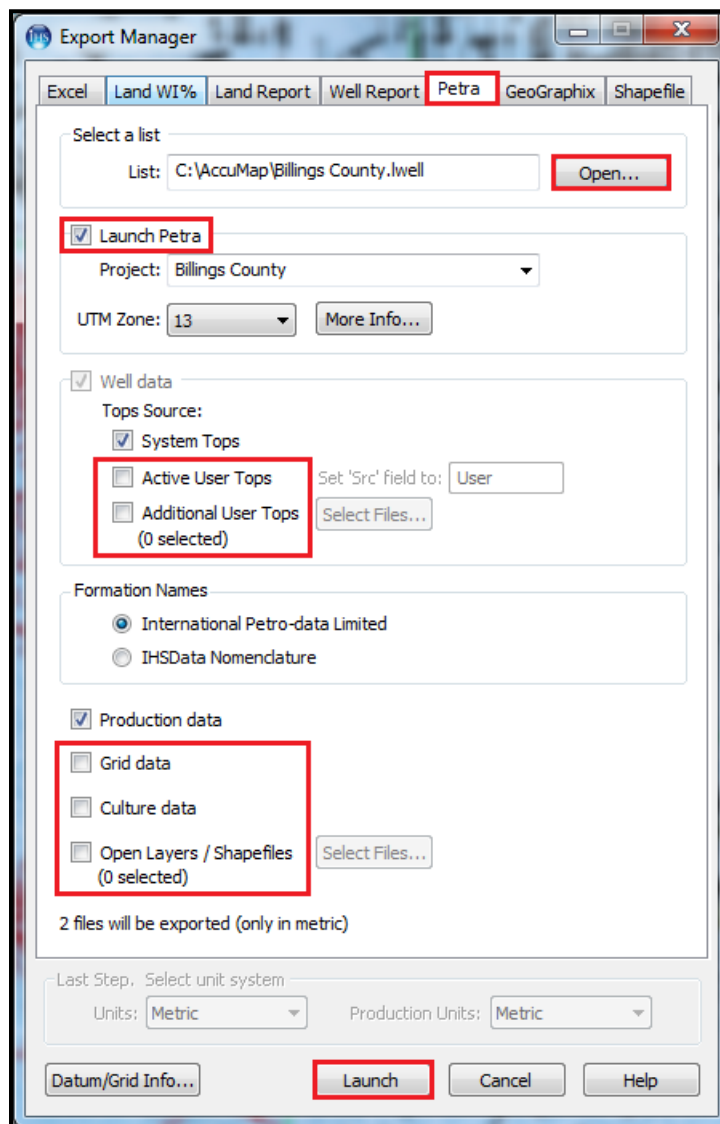 IHS Export Manager
Excel Land WI% Land Report Well Report Petra GeoGraphix Shapefile
Select a list
List: C:\AccuMap\Billings County.lwell Open...
Launch Petra
Project: Billings County
UTM Zone: 13 More Info...
Well data
Tops Source:
System Tops
Active User Tops Set 'Src' field to: User
Additional User Tops Select Files...
(0 selected)
Formation Names
International Petro-data Limited
IHSData Nomenclature
Production data
Grid data
Culture data
Open Layers / Shapefiles Select Files...
(0 selected)
2 files will be exported (only in metric)
Last Step. Select unit system
Units: Metric Production Units: Metric
Datum/Grid Info... Launch Cancel Help